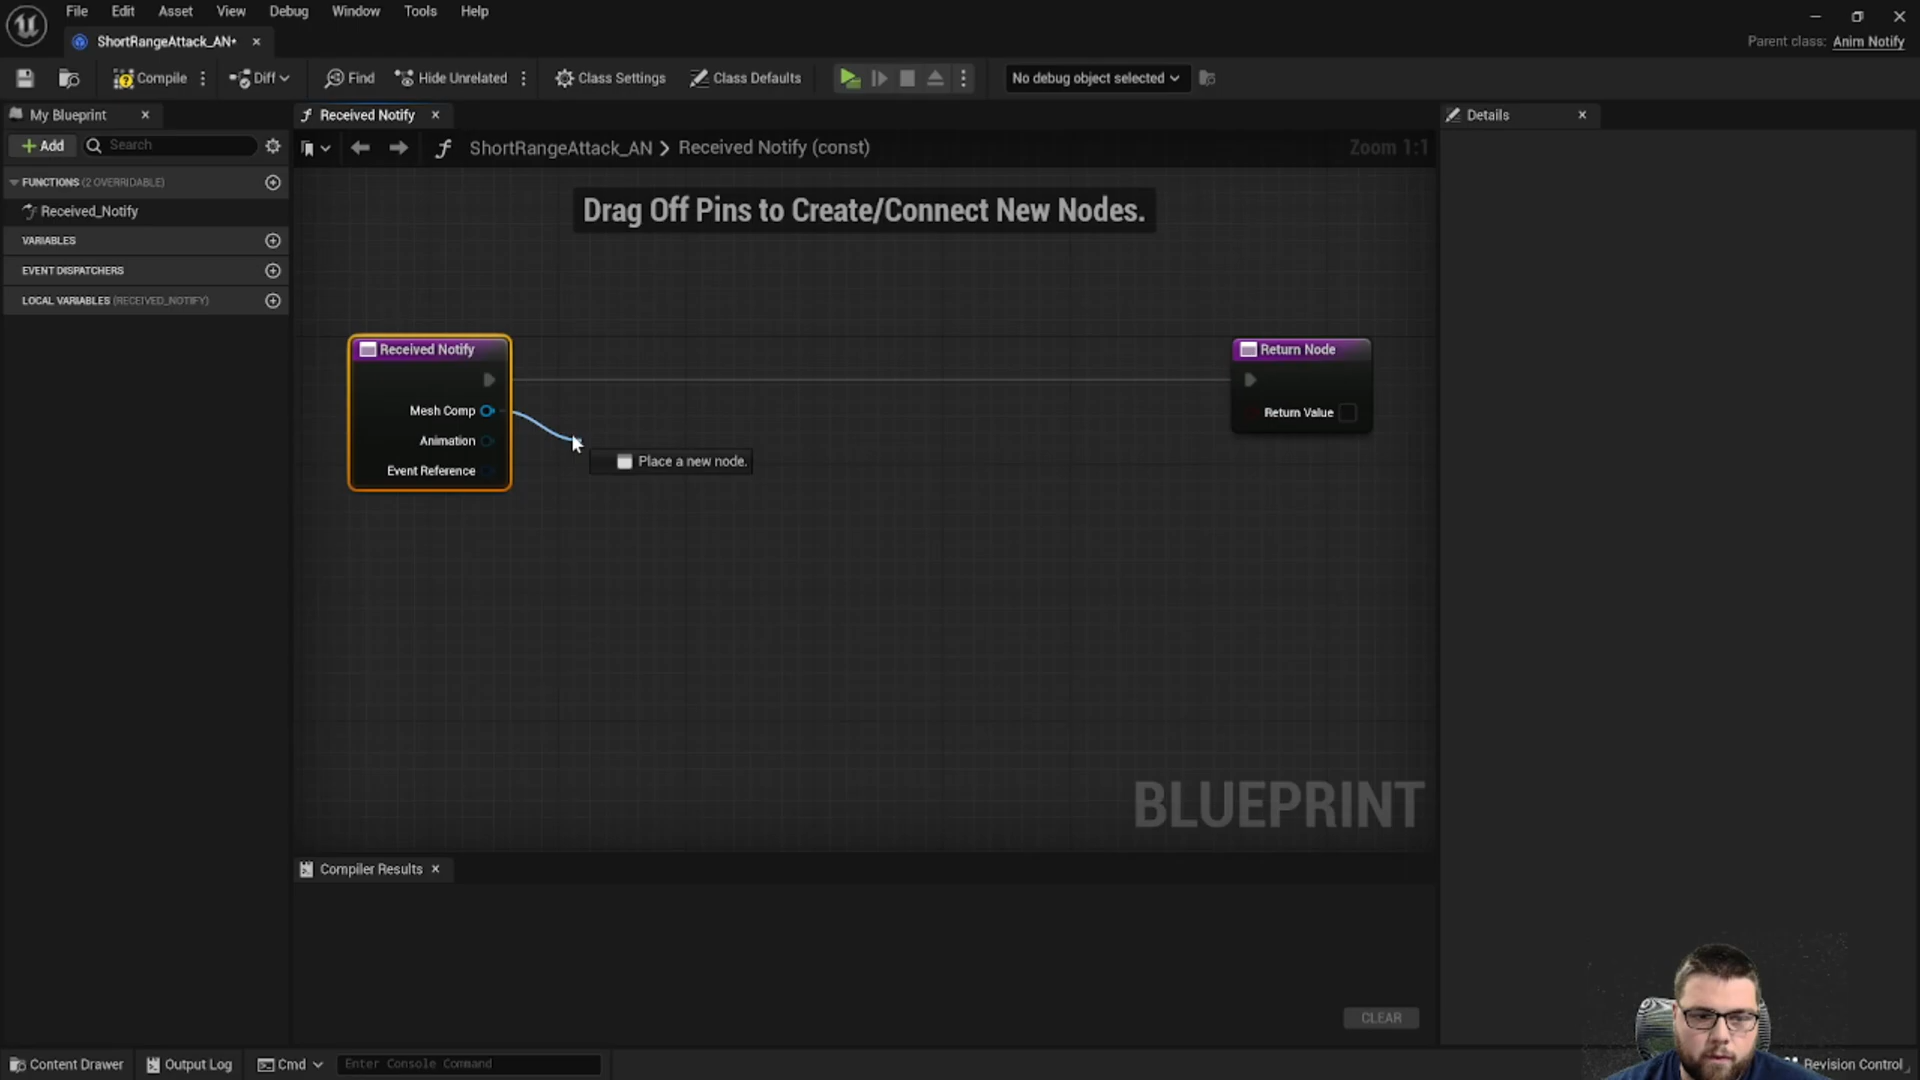 File Edit Asset View Debug Window Tools Help
ShortRangeAttack_AN•
Parent class: Anim Notify
Compile Diff Find Hide Unrelated Class Settings Class Defaults No debug object selected
My Blueprint
Received Notify
Details
+ Add Search
ShortRangeAttack_AN > Received Notify (const)
Zoom 1:1
FUNCTIONS (2 OVERRIDABLE)
Received_Notify
VARIABLES
EVENT DISPATCHERS
LOCAL VARIABLES (RECEIVED_NOTIFY)
Drag Off Pins to Create/Connect New Nodes.
Received Notify
Mesh Comp
Animation
Event Reference
Place a new node.
Return Node
Return Value
BLUEPRINT
Compiler Results
CLEAR
Content Drawer Output Log Cmd Enter Console Command Revision Control